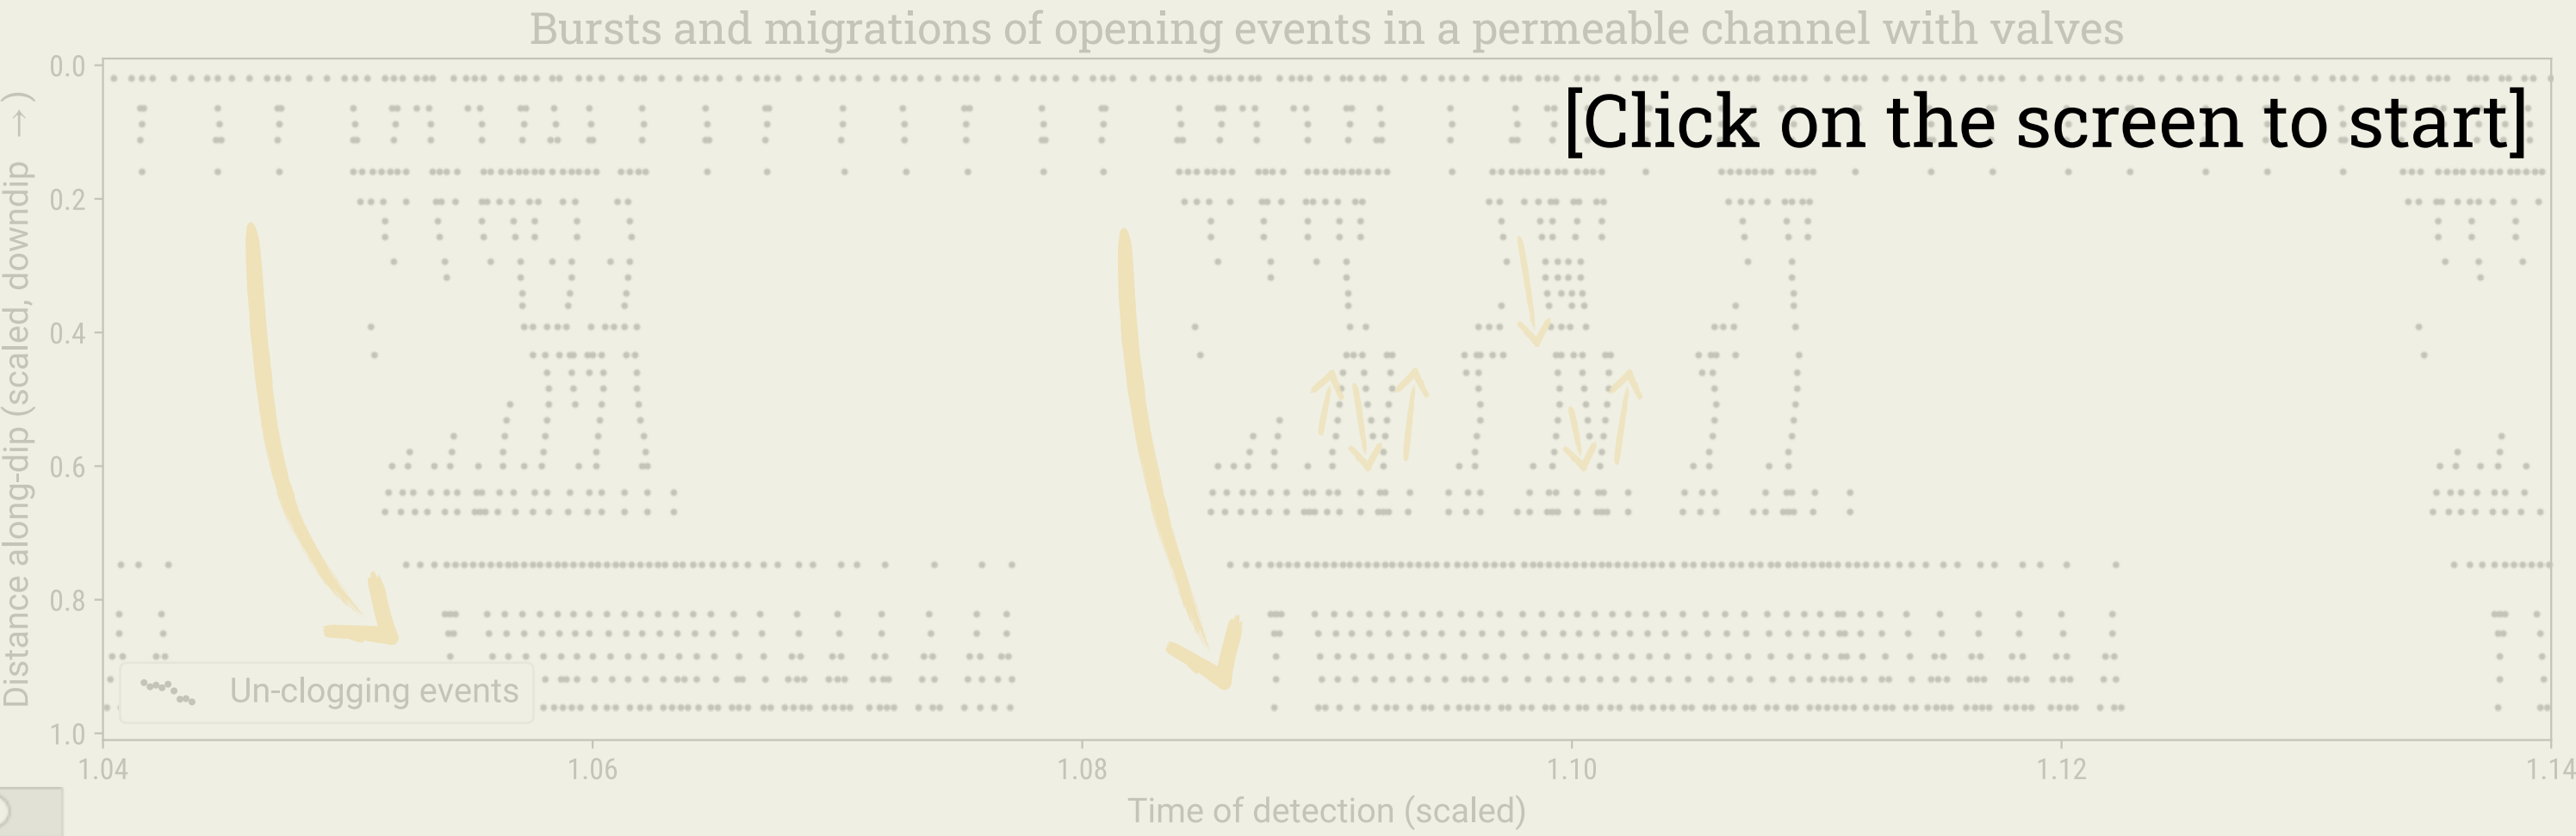 Bursts and migrations of opening events in a permeable channel with valves
[Click on the screen to start]
Distance along-dip (scaled, downdip →)
0.0
0.2
0.4
0.6
0.8
1.0
Un-clogging events
1.04 1.06 1.08 1.10 1.12 1.14
Time of detection (scaled)